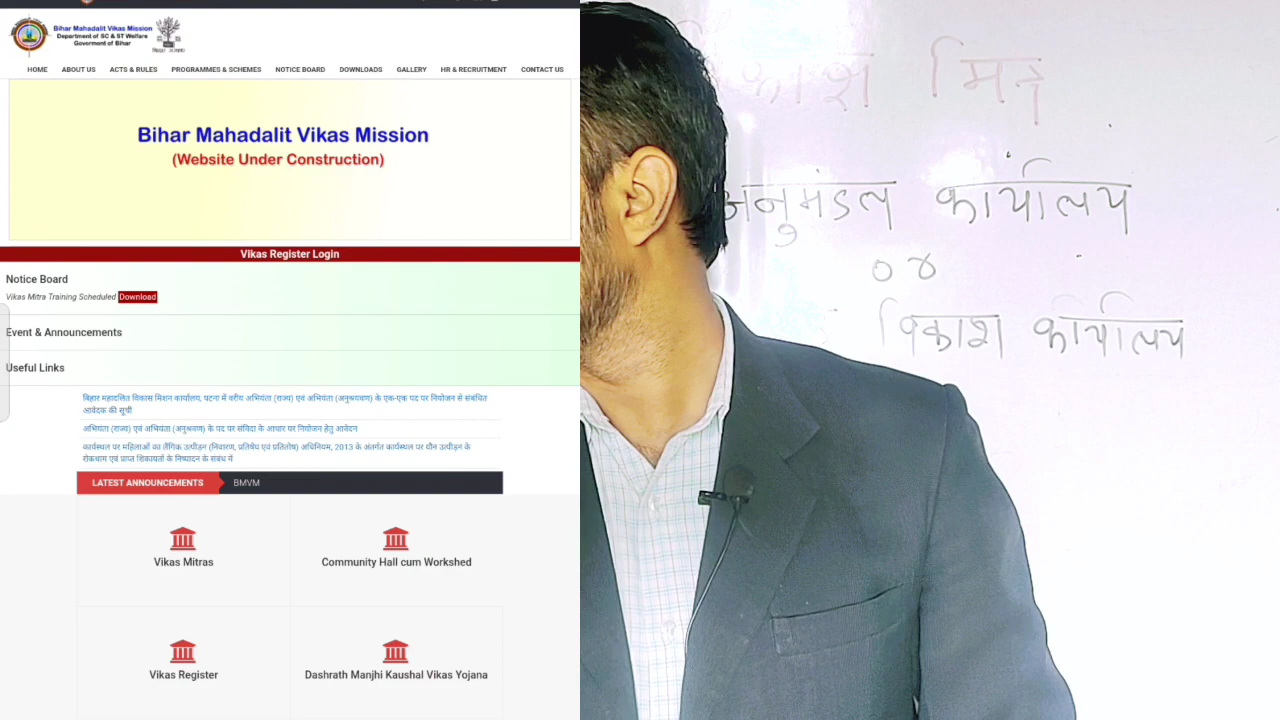 Bihar Mahadalit Vikas Mission
Department of SC & ST Welfare
Goverment of Bihar
HOME ABOUT US ACTS & RULES PROGRAMMES & SCHEMES NOTICE BOARD DOWNLOADS GALLERY HR & RECRUITMENT CONTACT US
Bihar Mahadalit Vikas Mission
(Website Under Construction)
Vikas Register Login
Notice Board
Vikas Mitra Training Scheduled Download
Event & Announcements
Useful Links
बिहार महादलित विकास मिशन कार्यालय, पटना में वरीय अभियंता (राज्य) एवं अभियंता (अनुश्रवण) के एक-एक पद पर नियोजन से संबंधित
आवेदक की सूची
अभियंता (राज्य) एवं अभियंता (अनुश्रवण) के पद पर संविदा के आधार पर नियोजन हेतु आवेदन
कार्यस्थल पर महिलाओं का लैंगिक उत्पीड़न (निवारण, प्रतिषेध एवं प्रतितोष) अधिनियम, 2013 के अंतर्गत कार्यस्थल पर यौन उत्पीड़न के
रोकथाम एवं प्राप्त शिकायतों के निष्पादन के संबंध में
LATEST ANNOUNCEMENTS BMVM
Vikas Mitras
Community Hall cum Workshed
Vikas Register
Dashrath Manjhi Kaushal Vikas Yojana
मित्र
अनुमंडल कार्यालय
or
विकाश कार्यालय